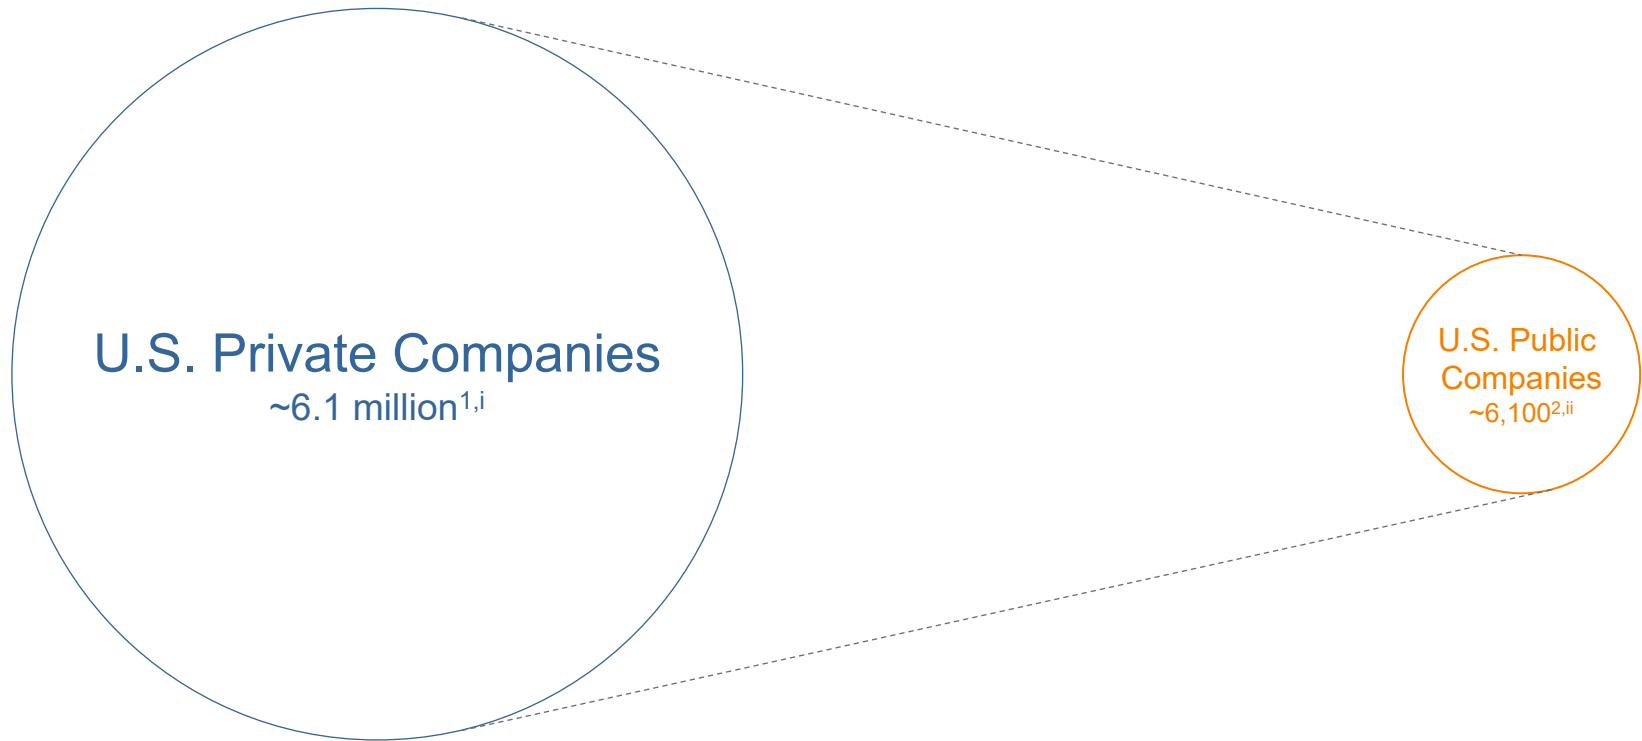 U.S. Private Companies
~6.1 million¹,ⁱ
U.S. Public
Companies
~6,100²,ⁱⁱ